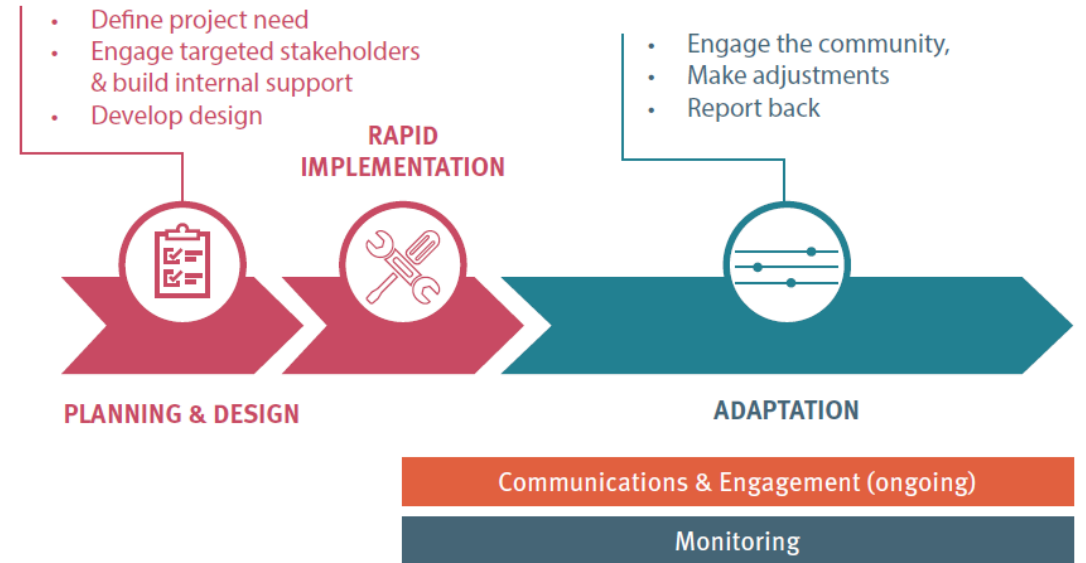 • Define project need
• Engage targeted stakeholders
& build internal support
• Develop design
RAPID
IMPLEMENTATION
• Engage the community,
• Make adjustments
• Report back
PLANNING & DESIGN
ADAPTATION
Communications & Engagement (ongoing)
Monitoring